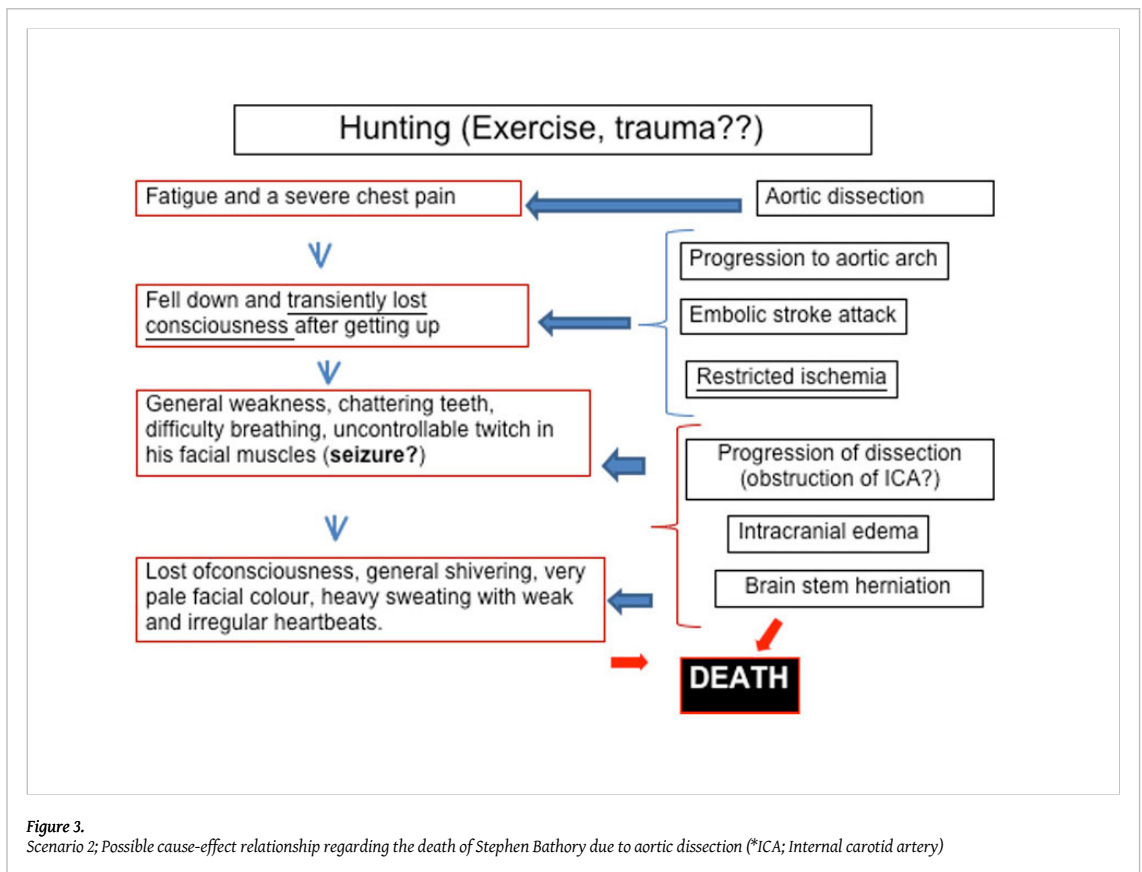 Hunting (Exercise, trauma??)
Fatigue and a severe chest pain
Aortic dissection
Fell down and transiently lost
consciousness after getting up
Progression to aortic arch
Embolic stroke attack
Restricted ischemia
General weakness, chattering teeth,
difficulty breathing, uncontrollable twitch in
his facial muscles (seizure?)
Progression of dissection
(obstruction of ICA?)
Intracranial edema
Brain stem herniation
Lost ofconsciousness, general shivering, very
pale facial colour, heavy sweating with weak
and irregular heartbeats.
DEATH
Figure 3.
Scenario 2; Possible cause-effect relationship regarding the death of Stephen Bathory due to aortic dissection (*ICA; Internal carotid artery)